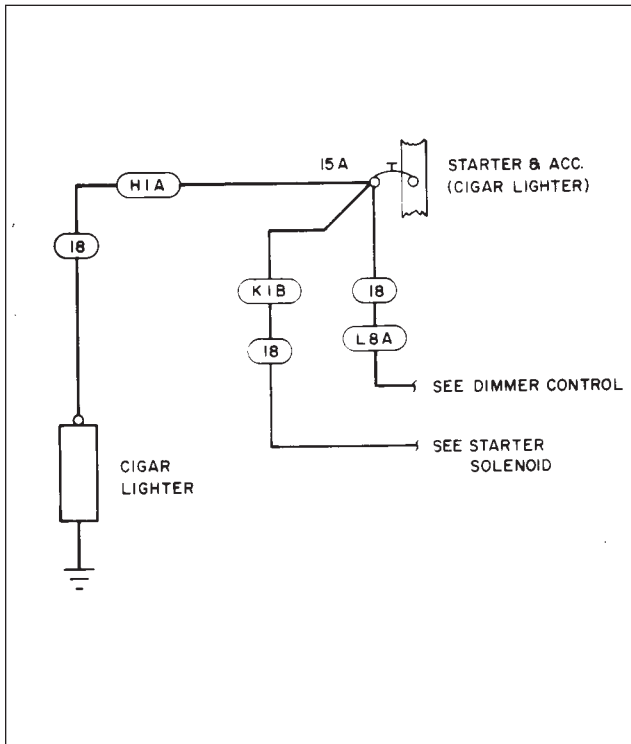 15A
STARTER & ACC.
(CIGAR LIGHTER)
H1A
18
K1B
18
18
L8A
SEE DIMMER CONTROL
SEE STARTER
SOLENOID
CIGAR
LIGHTER